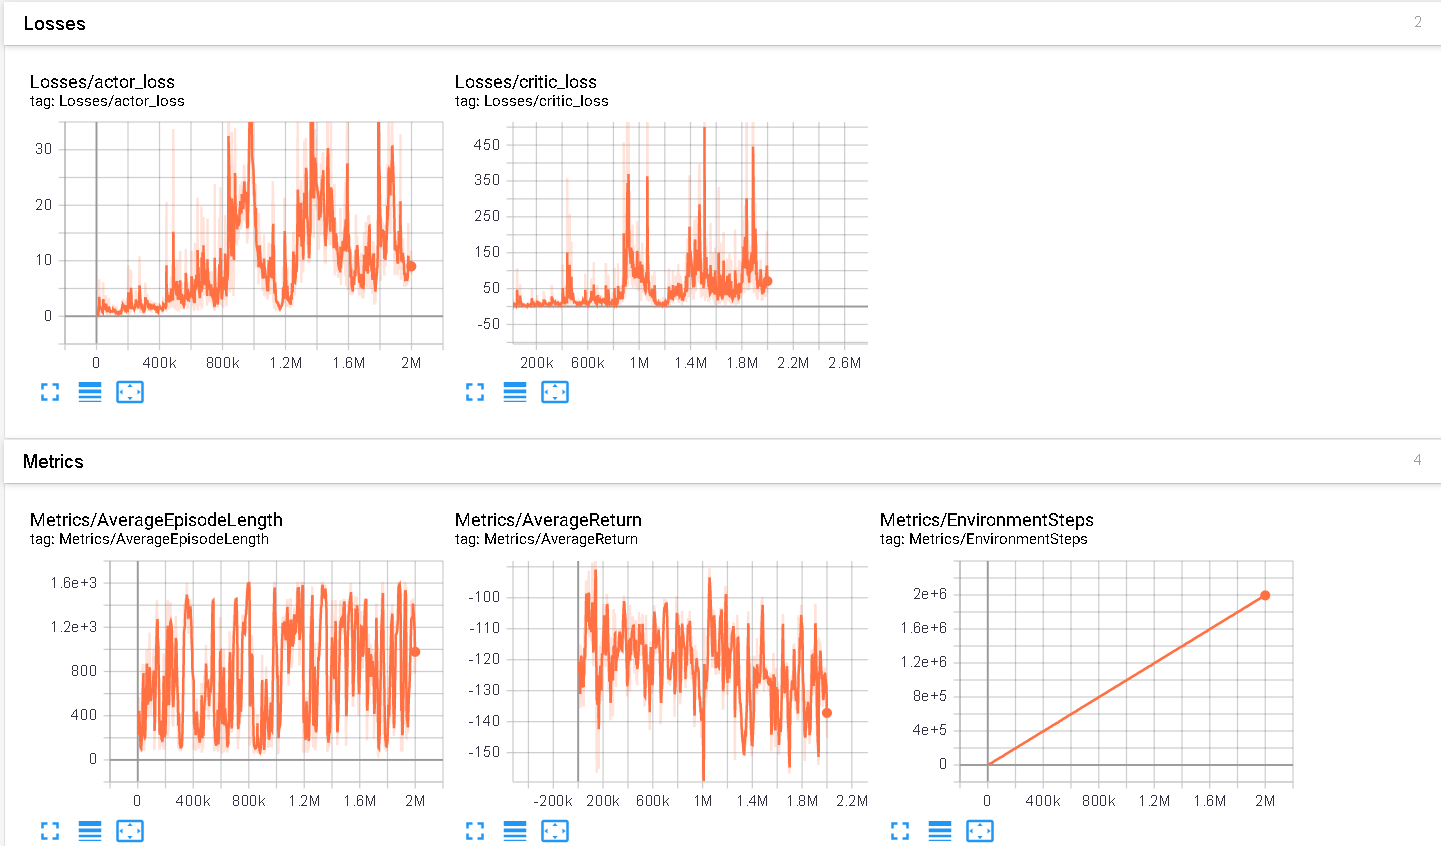 Losses
2
Losses/actor_loss
tag: Losses/actor_loss
30
20
10
0
0 400k 800k 1.2M 1.6M 2M
Losses/critic_loss
tag: Losses/critic_loss
450
350
250
150
50
-50
200k 600k 1M 1.4M 1.8M 2.2M 2.6M
Metrics
4
Metrics/AverageEpisodeLength
tag: Metrics/AverageEpisodeLength
1.6e+3
1.2e+3
800
400
0
0 400k 800k 1.2M 1.6M 2M
Metrics/AverageReturn
tag: Metrics/AverageReturn
-100
-110
-120
-130
-140
-150
-200k 200k 600k 1M 1.4M 1.8M 2.2M
Metrics/EnvironmentSteps
tag: Metrics/EnvironmentSteps
2e+6
1.6e+6
1.2e+6
8e+5
4e+5
0
0 400k 800k 1.2M 1.6M 2M